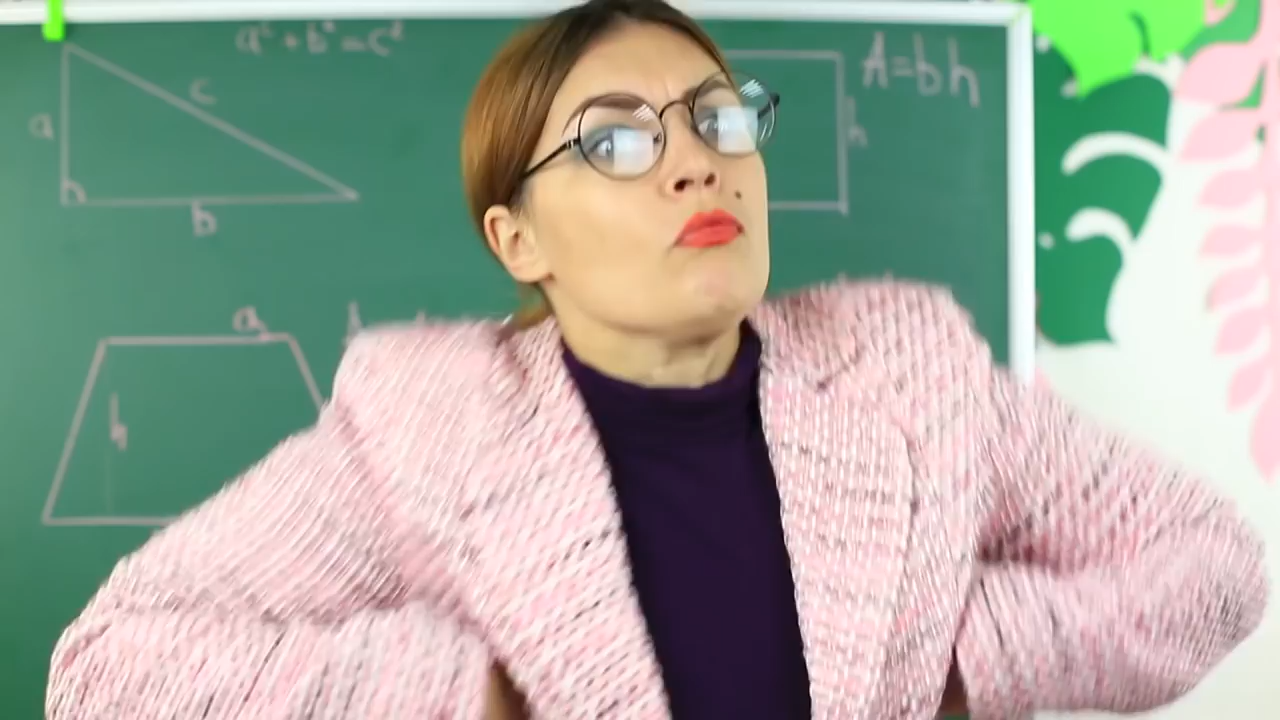 a² + b² = c²
A=bh
a
c
h
b
a
h